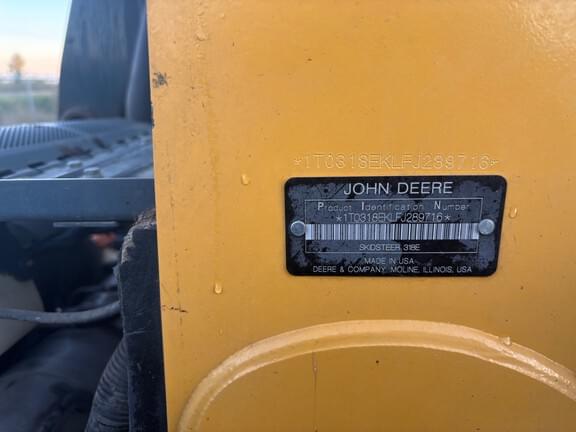 *1T0318EKLFJ289716*
JOHN DEERE
Product Identification Number
*1T0318EKLFJ289716*
SKIDSTEER 318E
MADE IN USA
DEERE & COMPANY, MOLINE, ILLINOIS, USA